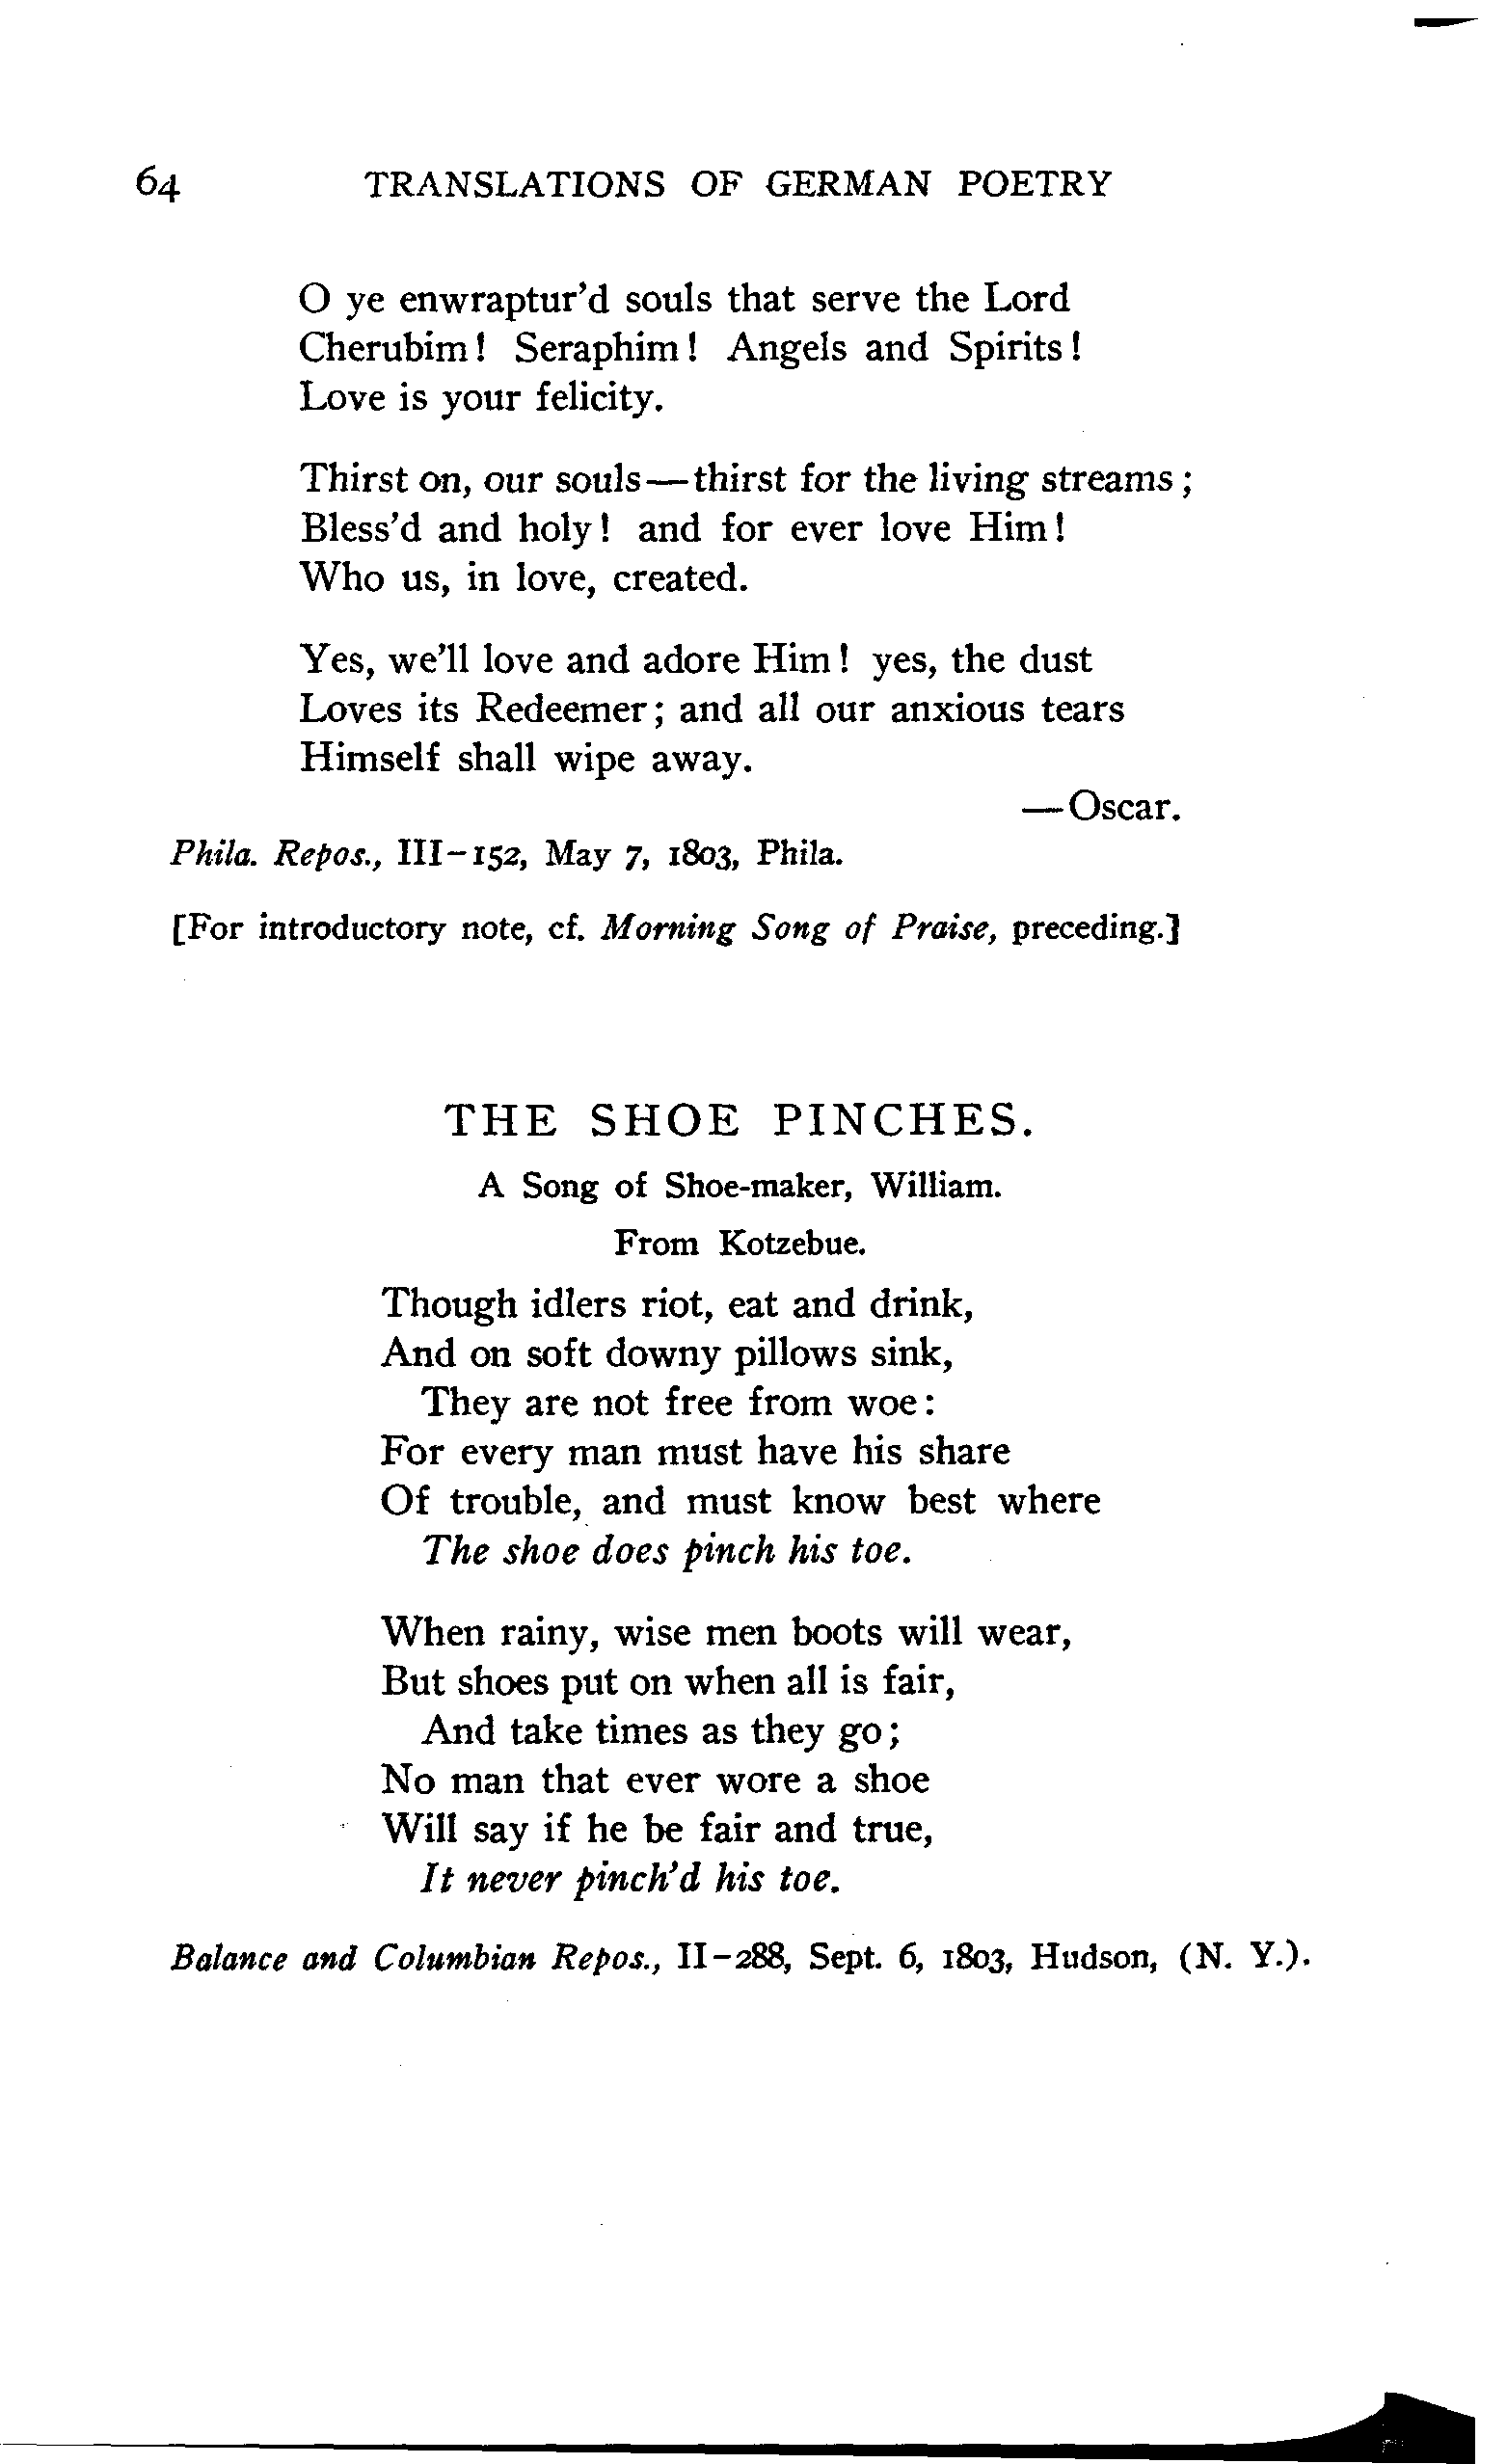 64 TRANSLATIONS OF GERMAN POETRY
O ye enwraptur'd souls that serve the Lord
Cherubim! Seraphim! Angels and Spirits!
Love is your felicity.
Thirst on, our souls—thirst for the living streams;
Bless'd and holy! and for ever love Him!
Who us, in love, created.
Yes, we'll love and adore Him! yes, the dust
Loves its Redeemer; and all our anxious tears
Himself shall wipe away.
—Oscar.
Phila. Repos., III-152, May 7, 1803, Phila.
[For introductory note, cf. Morning Song of Praise, preceding.]
THE SHOE PINCHES.
A Song of Shoe-maker, William.
From Kotzebue.
Though idlers riot, eat and drink,
And on soft downy pillows sink,
They are not free from woe:
For every man must have his share
Of trouble, and must know best where
The shoe does pinch his toe.
When rainy, wise men boots will wear,
But shoes put on when all is fair,
And take times as they go;
No man that ever wore a shoe
Will say if he be fair and true,
It never pinch'd his toe.
Balance and Columbian Repos., II-288, Sept. 6, 1803, Hudson, (N. Y.).